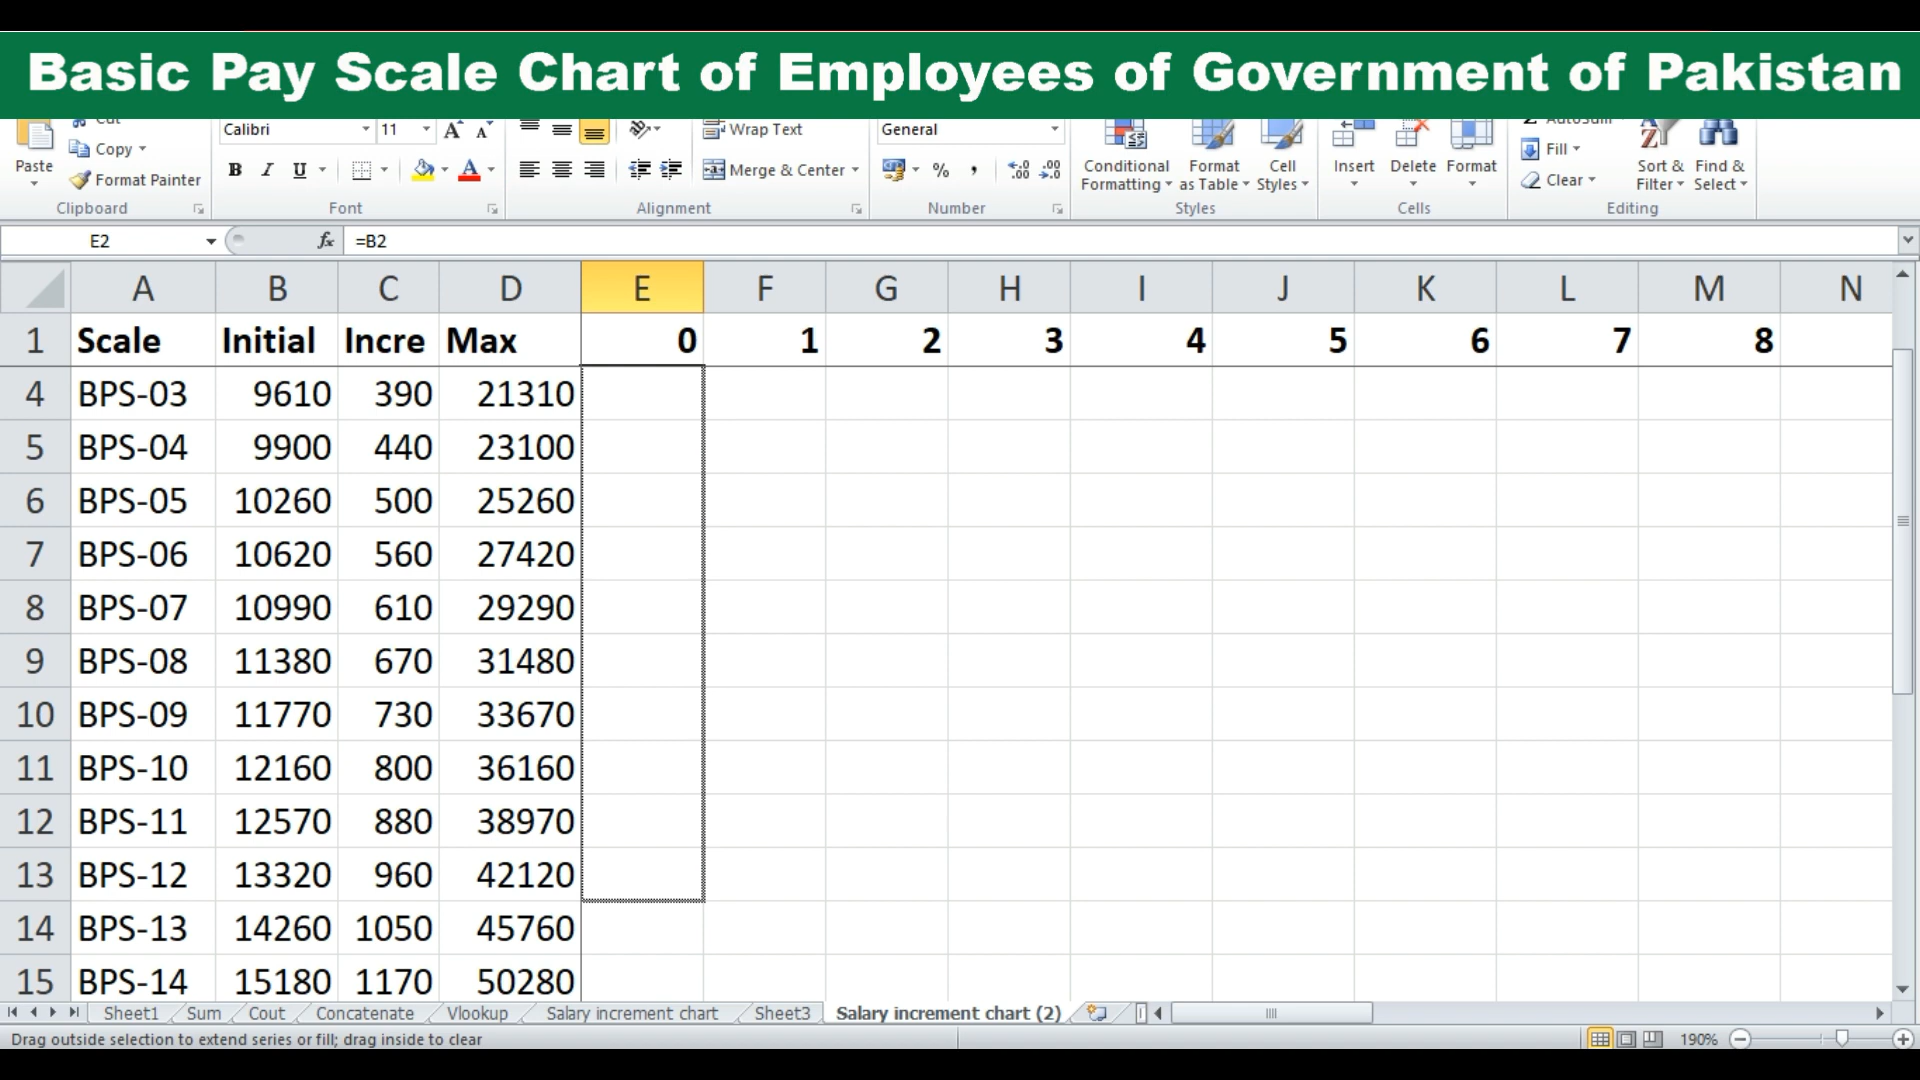 Basic Pay Scale Chart of Employees of Government of Pakistan
Cut
Copy
Format Painter
Paste
Clipboard
Calibri 11
B I U
Font
Wrap Text
Merge & Center
Alignment
General
%
Number
Conditional Formatting
Format as Table
Cell Styles
Styles
Insert Delete Format
Cells
AutoSum
Fill
Clear
Sort & Filter
Find & Select
Editing
E2 fx =B2
A B C D E F G H I J K L M N
1 Scale Initial Incre Max 0 1 2 3 4 5 6 7 8
4 BPS-03 9610 390 21310
5 BPS-04 9900 440 23100
6 BPS-05 10260 500 25260
7 BPS-06 10620 560 27420
8 BPS-07 10990 610 29290
9 BPS-08 11380 670 31480
10 BPS-09 11770 730 33670
11 BPS-10 12160 800 36160
12 BPS-11 12570 880 38970
13 BPS-12 13320 960 42120
14 BPS-13 14260 1050 45760
15 BPS-14 15180 1170 50280
Sheet1 Sum Cout Concatenate Vlookup Salary increment chart Sheet3 Salary increment chart (2)
Drag outside selection to extend series or fill; drag inside to clear
190%